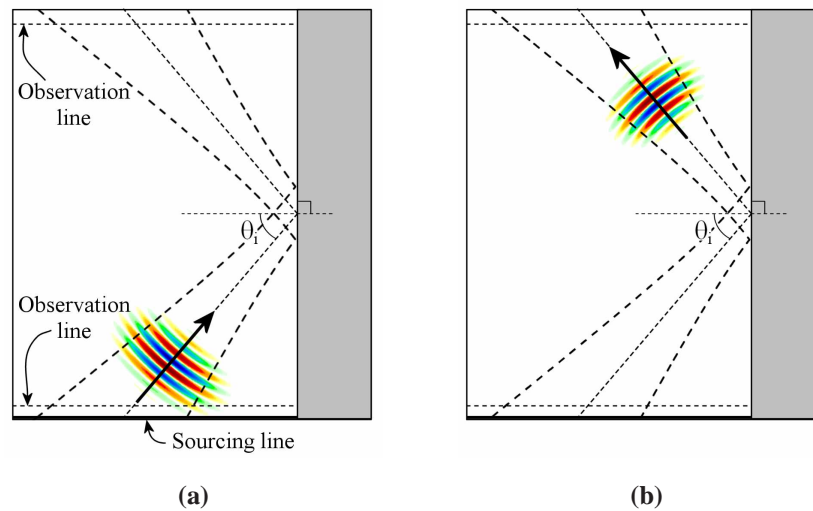 Observation
line
θi
Observation
line
Sourcing line
(a)
θi
(b)